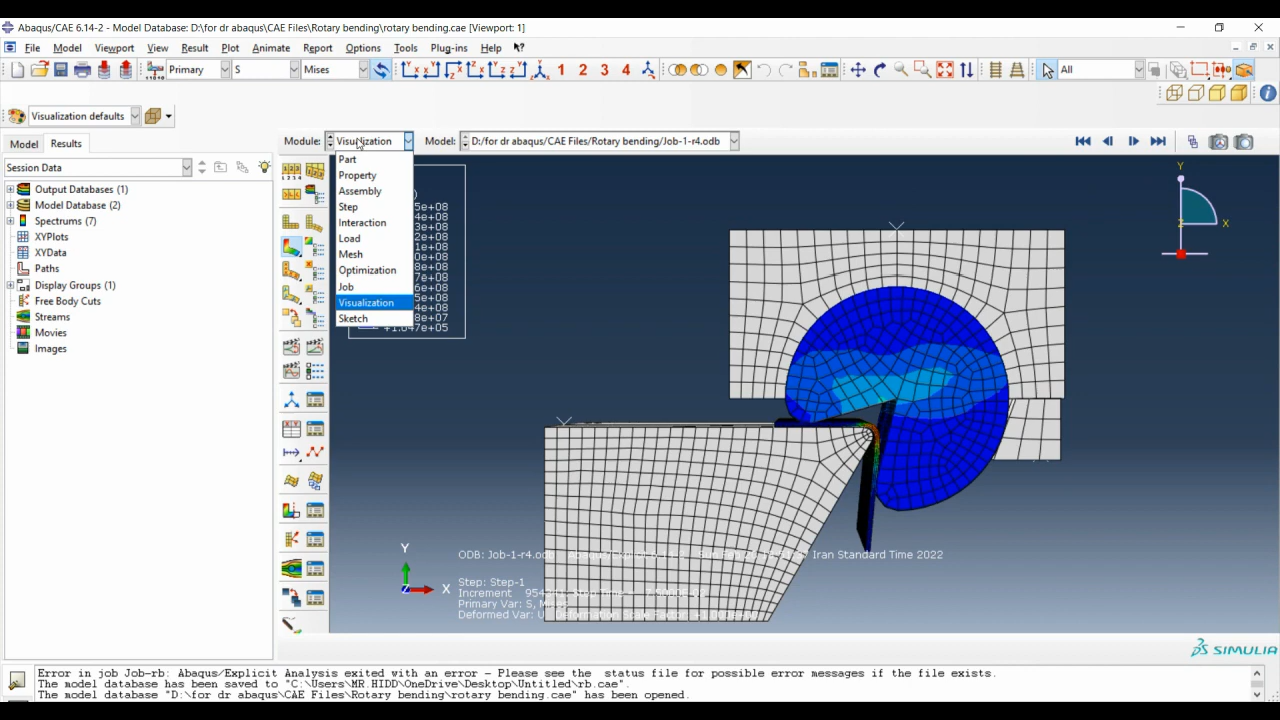 Abaqus/CAE 6.14-2 - Model Database: D:\for dr abaqus\CAE Files\Rotary bending\rotary bending.cae [Viewport: 1]
File Model Viewport View Result Plot Animate Report Options Tools Plug-ins Help
Primary S Mises 1 2 3 4 All
Visualization defaults
Model Results Module: Visualization Model: D:/for dr abaqus/CAE Files/Rotary bending/Job-1-r4.odb
Session Data
Output Databases (1)
Model Database (2)
Spectrums (7)
XYPlots
XYData
Paths
Display Groups (1)
Free Body Cuts
Streams
Movies
Images
Part
Property
Assembly
Step
Interaction
Load
Mesh
Optimization
Job
Visualization
Sketch
Y
X
Z
Y
X
ODB: Job-1-r4.odb
Iran Standard Time 2022
Step: Step-1
Increment
Primary Var: S,
Deformed Var: U
SIMULIA
Error in job Job-rb: Abaqus/Explicit Analysis exited with an error - Please see the status file for possible error messages if the file exists.
The model database has been saved to "C:\Users\MR.HIDD\OneDrive\Desktop\Untitled\rb.cae".
The model database "D:\for dr abaqus\CAE Files\Rotary bending\rotary bending.cae" has been opened.